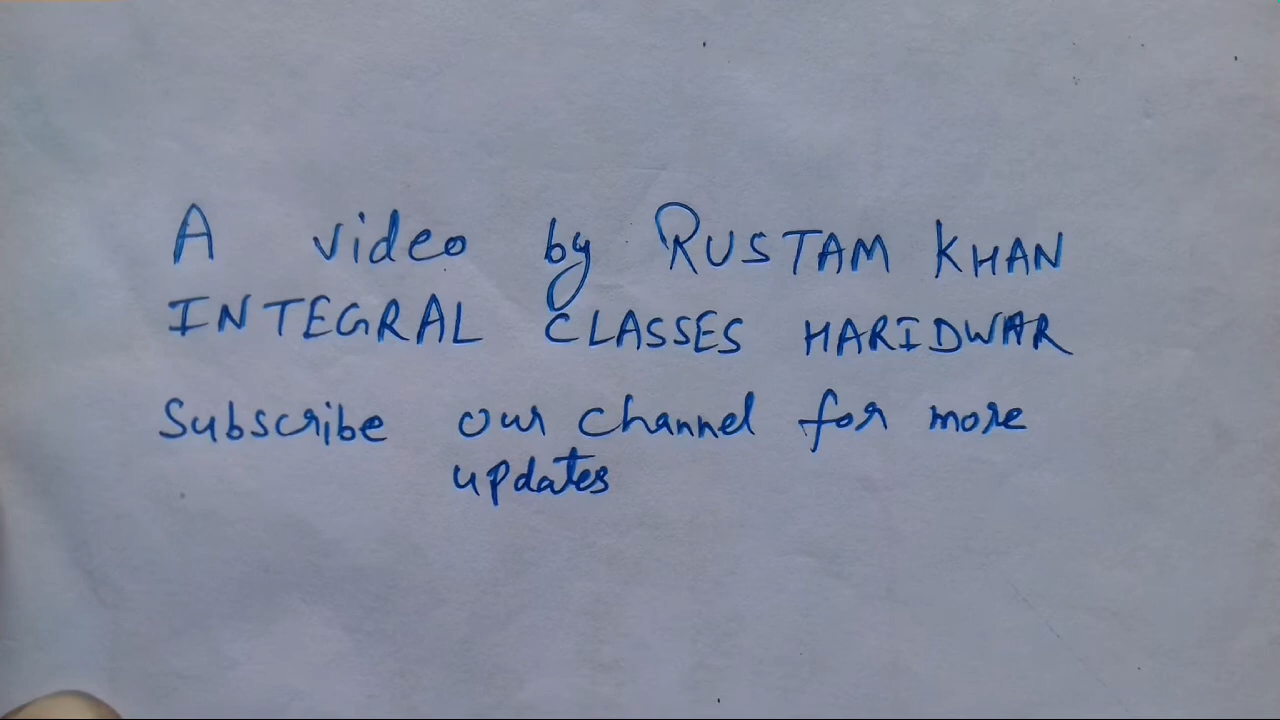 A video by RUSTAM KHAN
INTEGRAL CLASSES HARIDWAR
Subscribe our channel for more
updates